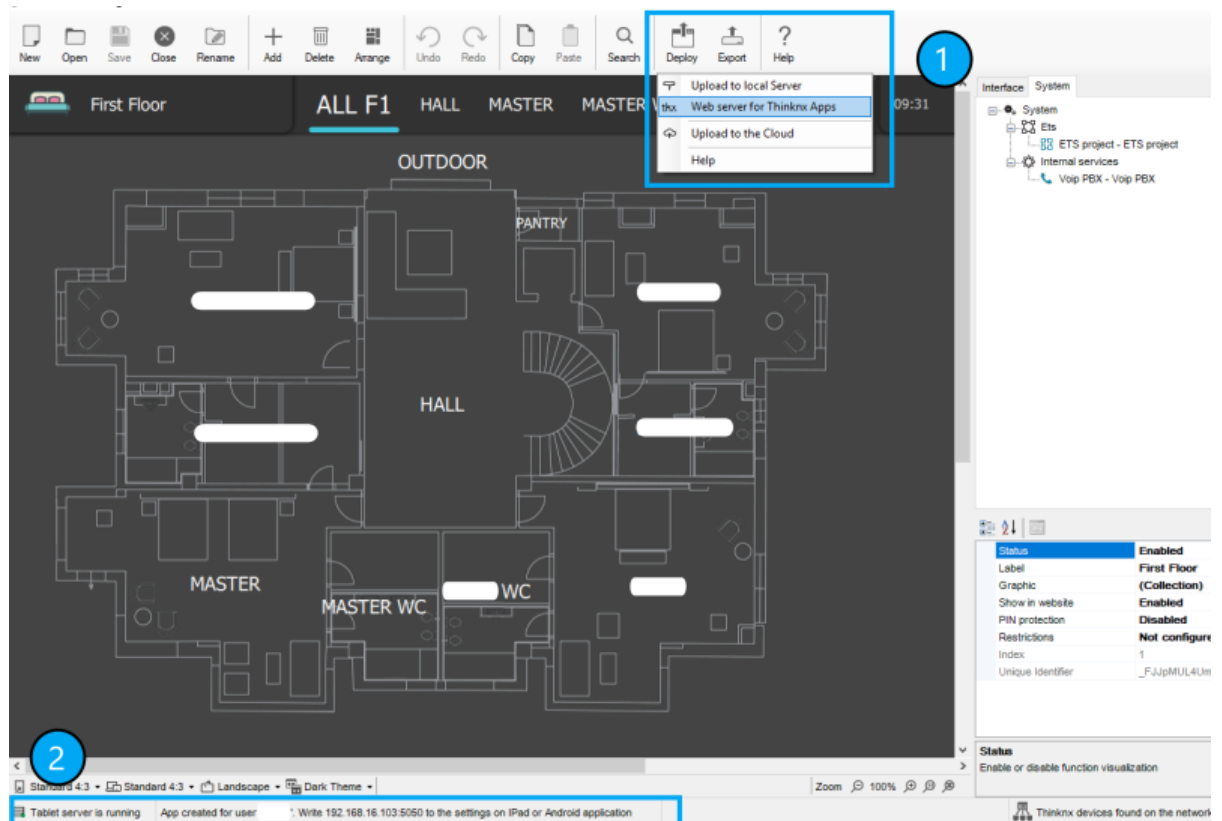 New Open Save Close Rename Add Delete Arrange Undo Redo Copy Paste Search Deploy Export Help
1
Upload to local Server
thx Web server for Thinknx Apps
Upload to the Cloud
Help
First Floor ALL F1 HALL MASTER MASTER 09:31
Interface System
System
Ets
ETS project - ETS project
Internal services
Voip PBX - Voip PBX
OUTDOOR
PANTRY
HALL
MASTER
MASTER WC
WC
Status Enabled
Label First Floor
Graphic (Collection)
Show in website Enabled
PIN protection Disabled
Restrictions Not configure
Index 1
Unique Identifier
Status
Enable or disable function visualization
2
Standard 4:3 Standard 4:3 Landscape Dark Theme Zoom 100%
Tablet server is running App created for user '. Write 192.168.16.103:5050 to the settings on IPad or Android application
Thinknx devices found on the network